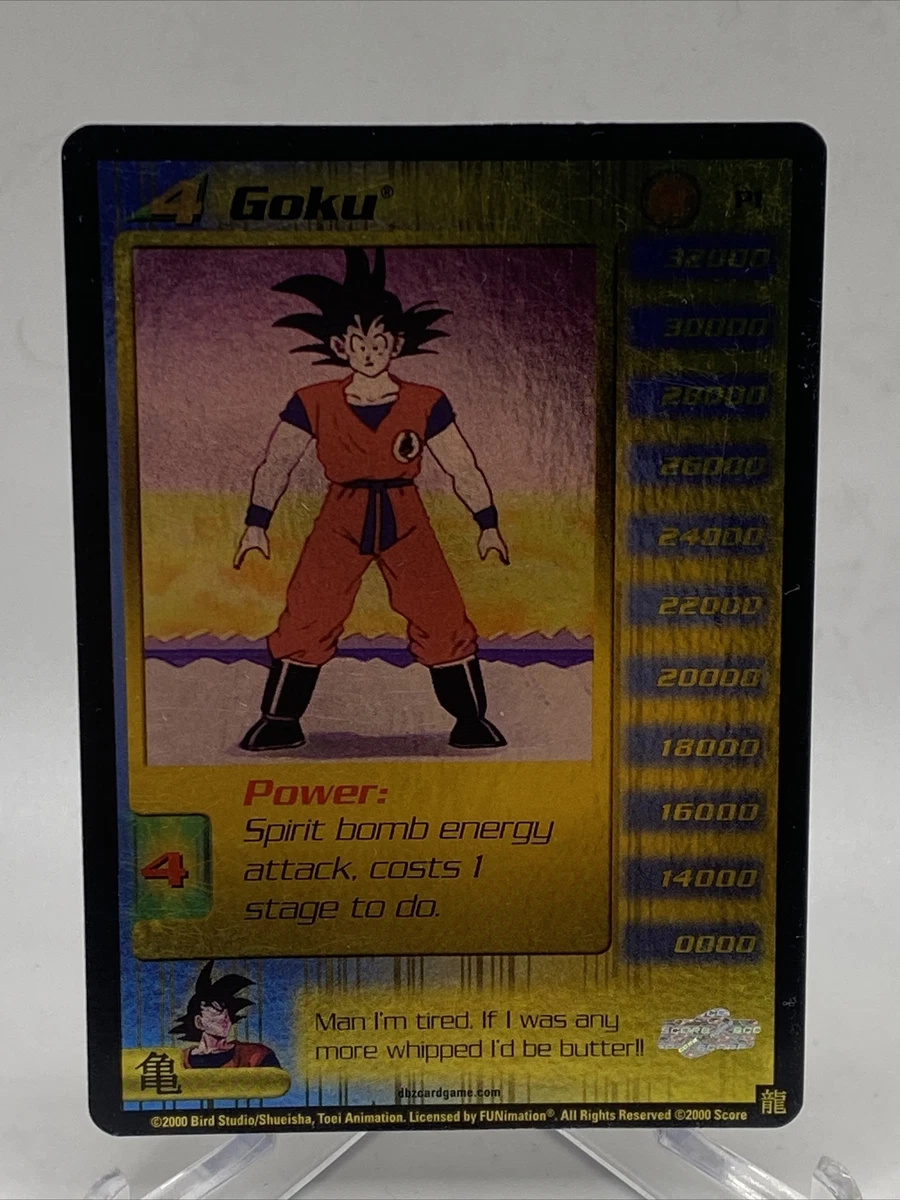 4 Goku®
P1
32000
30000
28000
26000
24000
22000
20000
18000
16000
14000
0000
Power:
Spirit bomb energy
attack, costs 1
stage to do.
4
Man I'm tired. If I was any
more whipped I'd be butter!!
SCORE
亀
dbzcardgame.com
龍
©2000 Bird Studio/Shueisha, Toei Animation. Licensed by FUNimation®. All Rights Reserved ©2000 Score